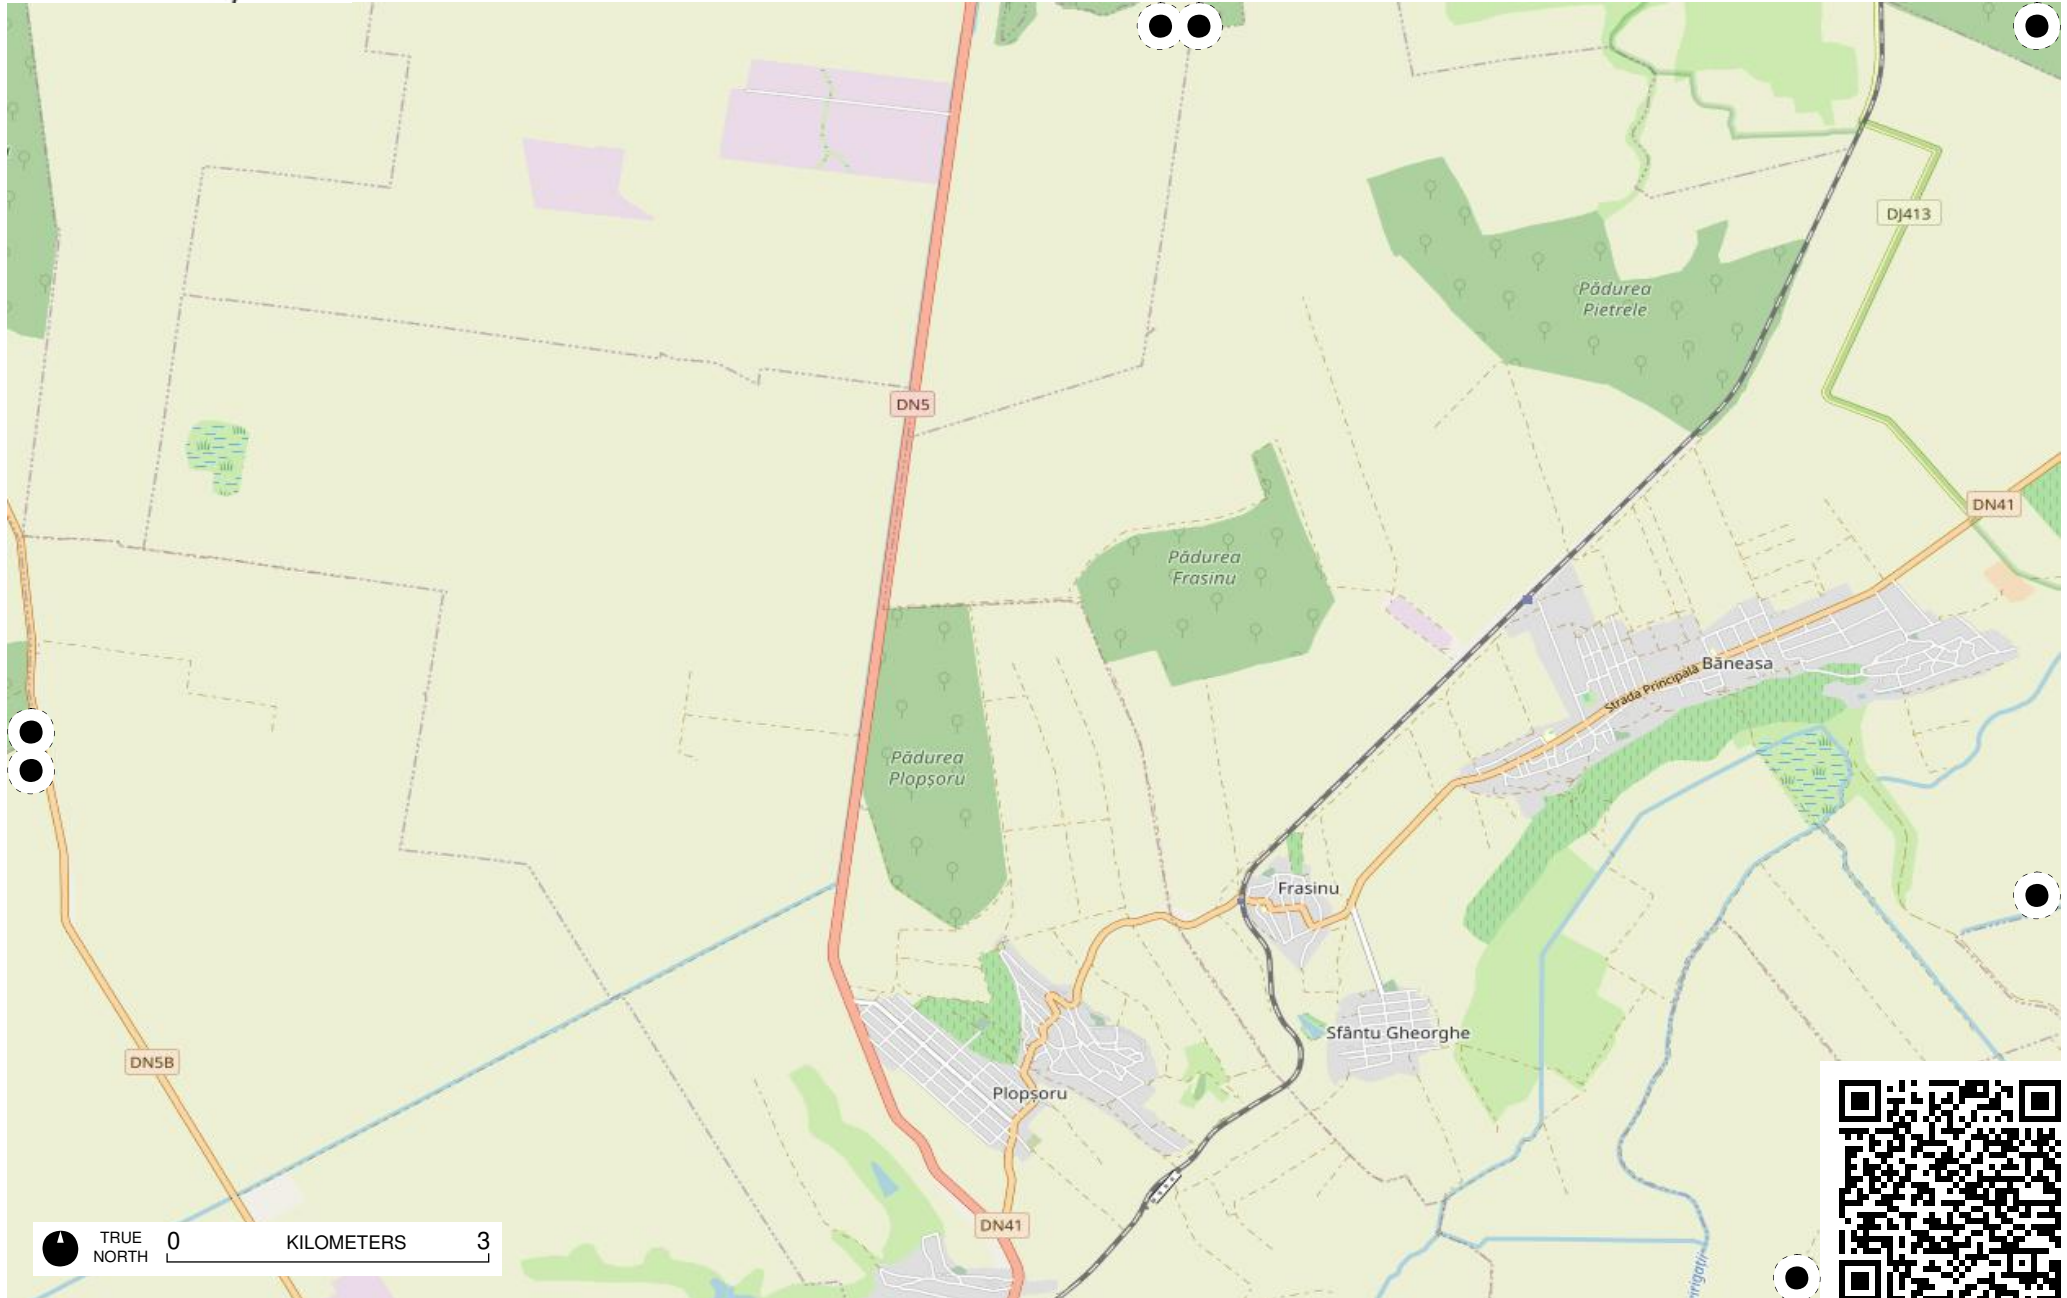 DJ413
Pădurea
Pietrele
DN5
DN41
Pădurea
Frasinu
Băneasa
Strada Principală
Pădurea
Plopșoru
Frasinu
Sfântu Gheorghe
DN5B
Plopșoru
DN41
TRUE
NORTH
0 KILOMETERS 3